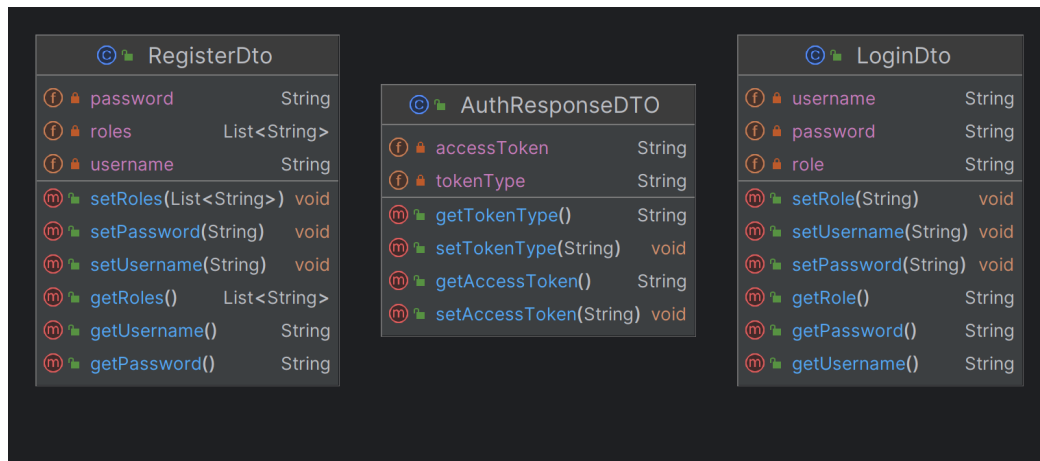 RegisterDto
password String
roles List<String>
username String
setRoles(List<String>) void
setPassword(String) void
setUsername(String) void
getRoles() List<String>
getUsername() String
getPassword() String
AuthResponseDTO
accessToken String
tokenType String
getTokenType() String
setTokenType(String) void
getAccessToken() String
setAccessToken(String) void
LoginDto
username String
password String
role String
setRole(String) void
setUsername(String) void
setPassword(String) void
getRole() String
getPassword() String
getUsername() String